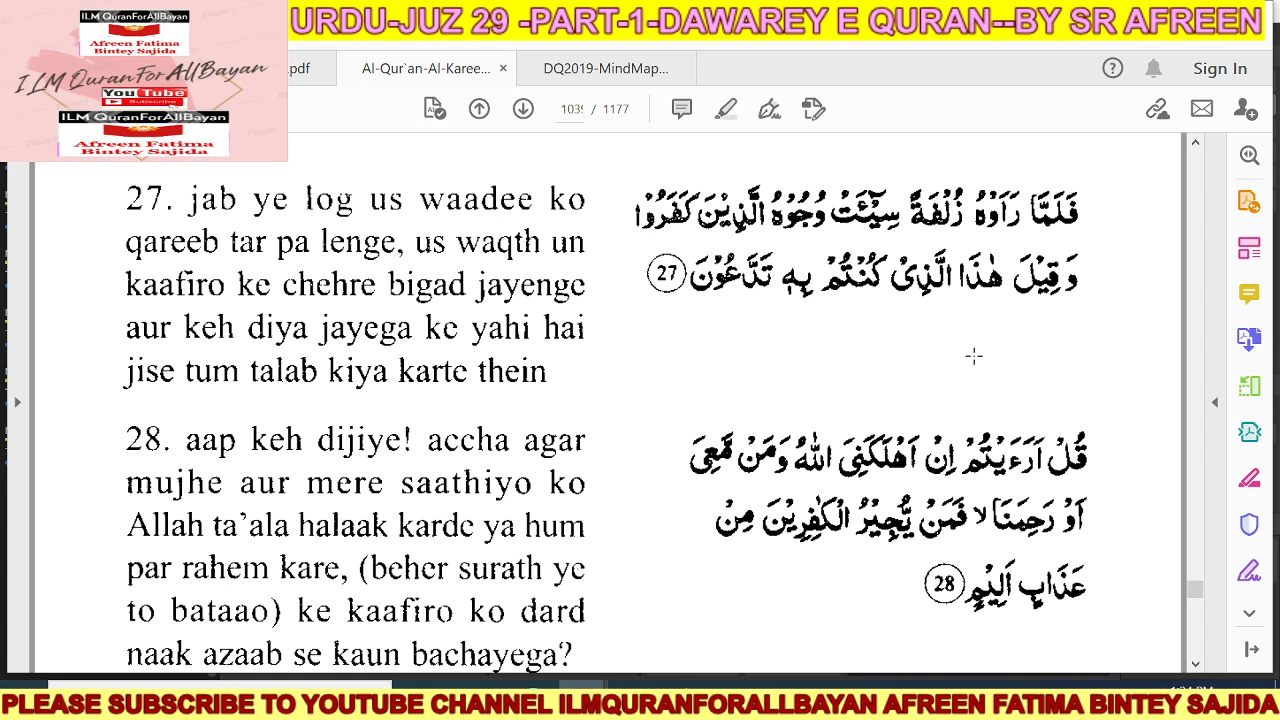 ILM QuranForAllBayan
Afreen Fatima
Bintey Sajida
ILM QuranForAllBayan
YouTube
Subscribe
ILM QuranForAllBayan
Afreen Fatima
Bintey Sajida
URDU-JUZ 29 -PART-1-DAWAREY E QURAN--BY SR AFREEN
.pdf
Al-Qur`an-Al-Karee... ×
DQ2019-MindMap...
Sign In
103 / 1177
27. jab ye log us waadee ko
qareeb tar pa lenge, us waqth un
kaafiro ke chehre bigad jayenge
aur keh diya jayega ke yahi hai
jise tum talab kiya karte thein
فَلَمَّا رَاَوْهُ زُلْفَةً سِيْٓئَتْ وُجُوْهُ الَّذِيْنَ كَفَرُوْا
وَ قِيْلَ هٰذَا الَّذِىْ كُنْتُمْ بِهٖ تَدَّعُوْنَ 27
28. aap keh dijiye! accha agar
mujhe aur mere saathiyo ko
Allah ta’ala halaak karde ya hum
par rahem kare, (beher surath ye
to bataao) ke kaafiro ko dard
naak azaab se kaun bachayega?
قُلْ اَرَءَيْتُمْ اِنْ اَهْلَكَنِىَ اللّٰهُ وَمَنْ مَّعِىَ
اَوْ رَحِمَنَا ۙ فَمَنْ يُّجِيْرُ الْكٰفِرِيْنَ مِنْ
عَذَابٍ اَلِيْمٍ 28
PLEASE SUBSCRIBE TO YOUTUBE CHANNEL ILMQURANFORALLBAYAN AFREEN FATIMA BINTEY SAJIDA